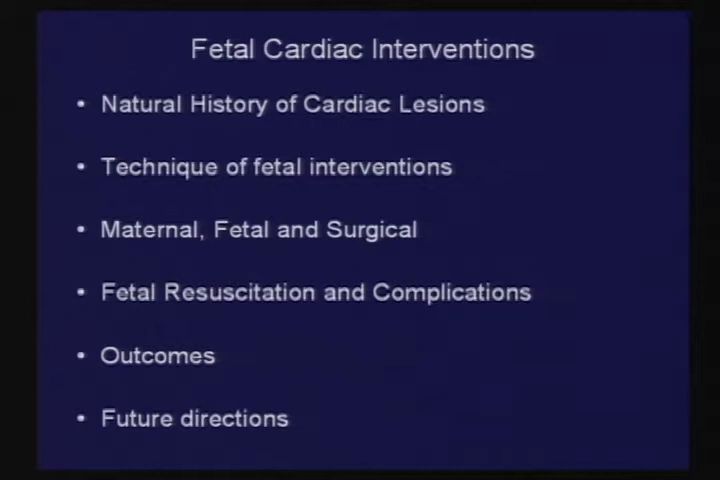 Fetal Cardiac Interventions
• Natural History of Cardiac Lesions
• Technique of fetal interventions
• Maternal, Fetal and Surgical
• Fetal Resuscitation and Complications
• Outcomes
• Future directions